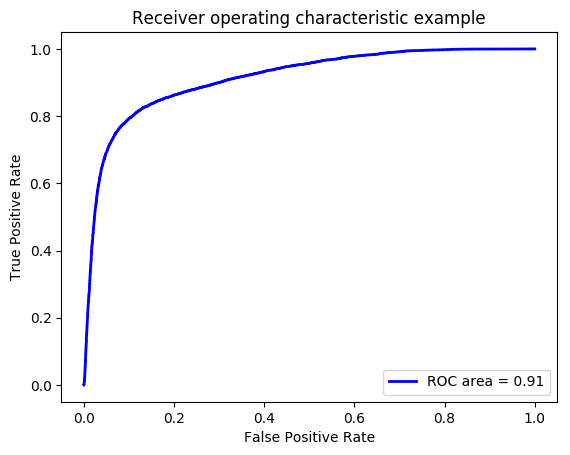 Receiver operating characteristic example
1.0
0.8
0.6
0.4
0.2
0.0
True Positive Rate
ROC area = 0.91
0.0 0.2 0.4 0.6 0.8 1.0
False Positive Rate